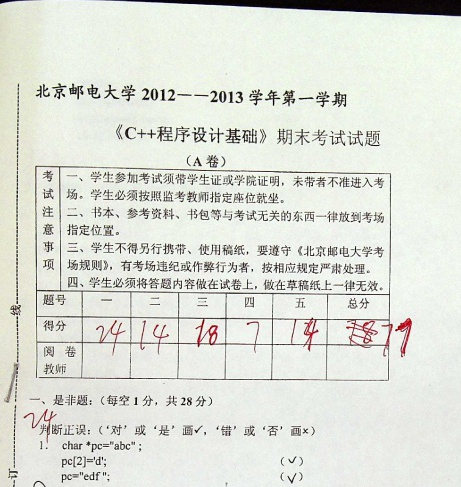 北京邮电大学 2012——2013 学年第一学期
《C++程序设计基础》期末考试试题
（A 卷）
考试注意事项
一、学生参加考试须带学生证或学院证明，未带者不准进入考
场。学生必须按照监考教师指定座位就坐。
二、书本、参考资料、书包等与考试无关的东西一律放到考场
指定位置。
三、学生不得另行携带、使用稿纸，要遵守《北京邮电大学考
场规则》，有考场违纪或作弊行为者，按相应规定严肃处理。
四、学生必须将答题内容做在试卷上，做在草稿纸上一律无效。
题号 一 二 三 四 五 总分
得分 24 14 18 7 14 77
阅 卷
教师
一、是非题：（每空 1 分，共 28 分）
24
判断正误:（‘对’或‘是’画✓，‘错’或‘否’画×）
1. char *pc="abc" ;
pc[2]='d'; （✓）
pc="edf "; （✓）
线
订